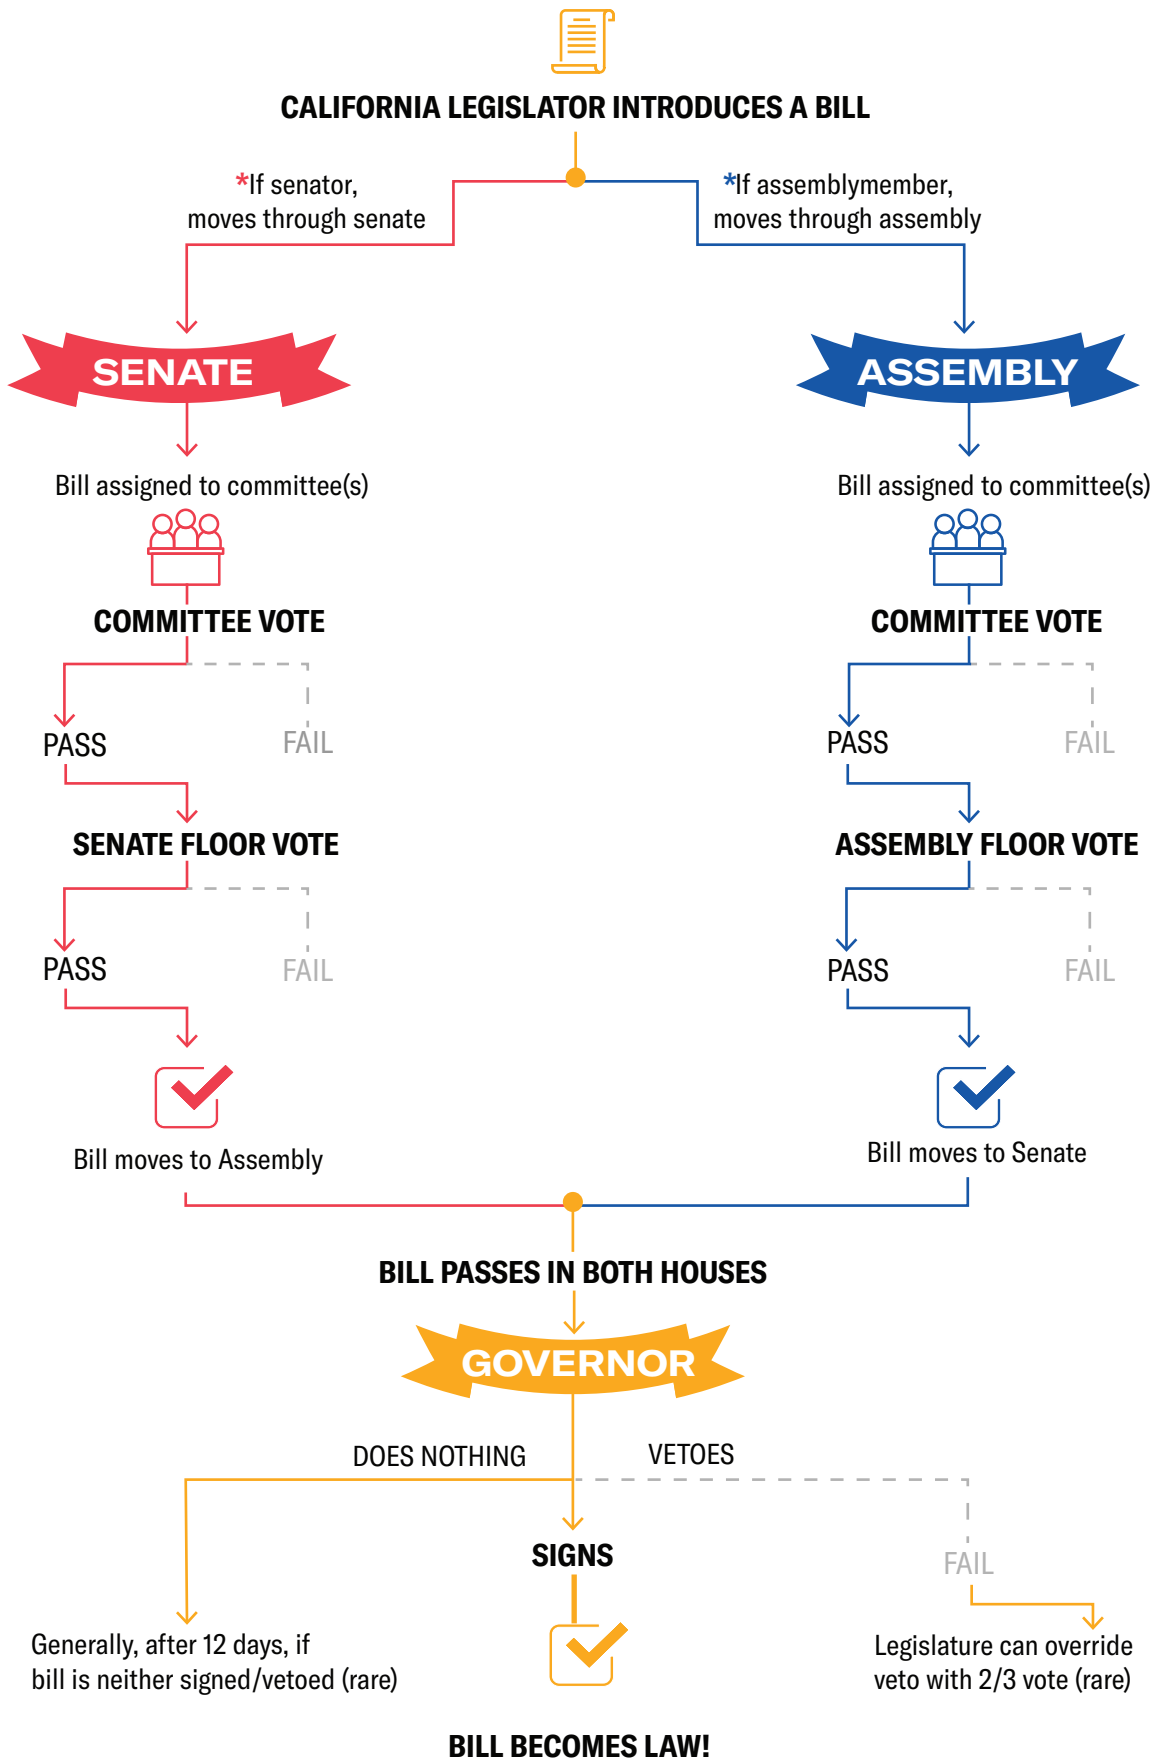 CALIFORNIA LEGISLATOR INTRODUCES A BILL
*If senator,
moves through senate
*If assemblymember,
moves through assembly
SENATE
Bill assigned to committee(s)
COMMITTEE VOTE
PASS
FAIL
SENATE FLOOR VOTE
PASS
FAIL
Bill moves to Assembly
ASSEMBLY
Bill assigned to committee(s)
COMMITTEE VOTE
PASS
FAIL
ASSEMBLY FLOOR VOTE
PASS
FAIL
Bill moves to Senate
BILL PASSES IN BOTH HOUSES
GOVERNOR
DOES NOTHING
VETOES
SIGNS
FAIL
Generally, after 12 days, if
bill is neither signed/vetoed (rare)
Legislature can override
veto with 2/3 vote (rare)
BILL BECOMES LAW!